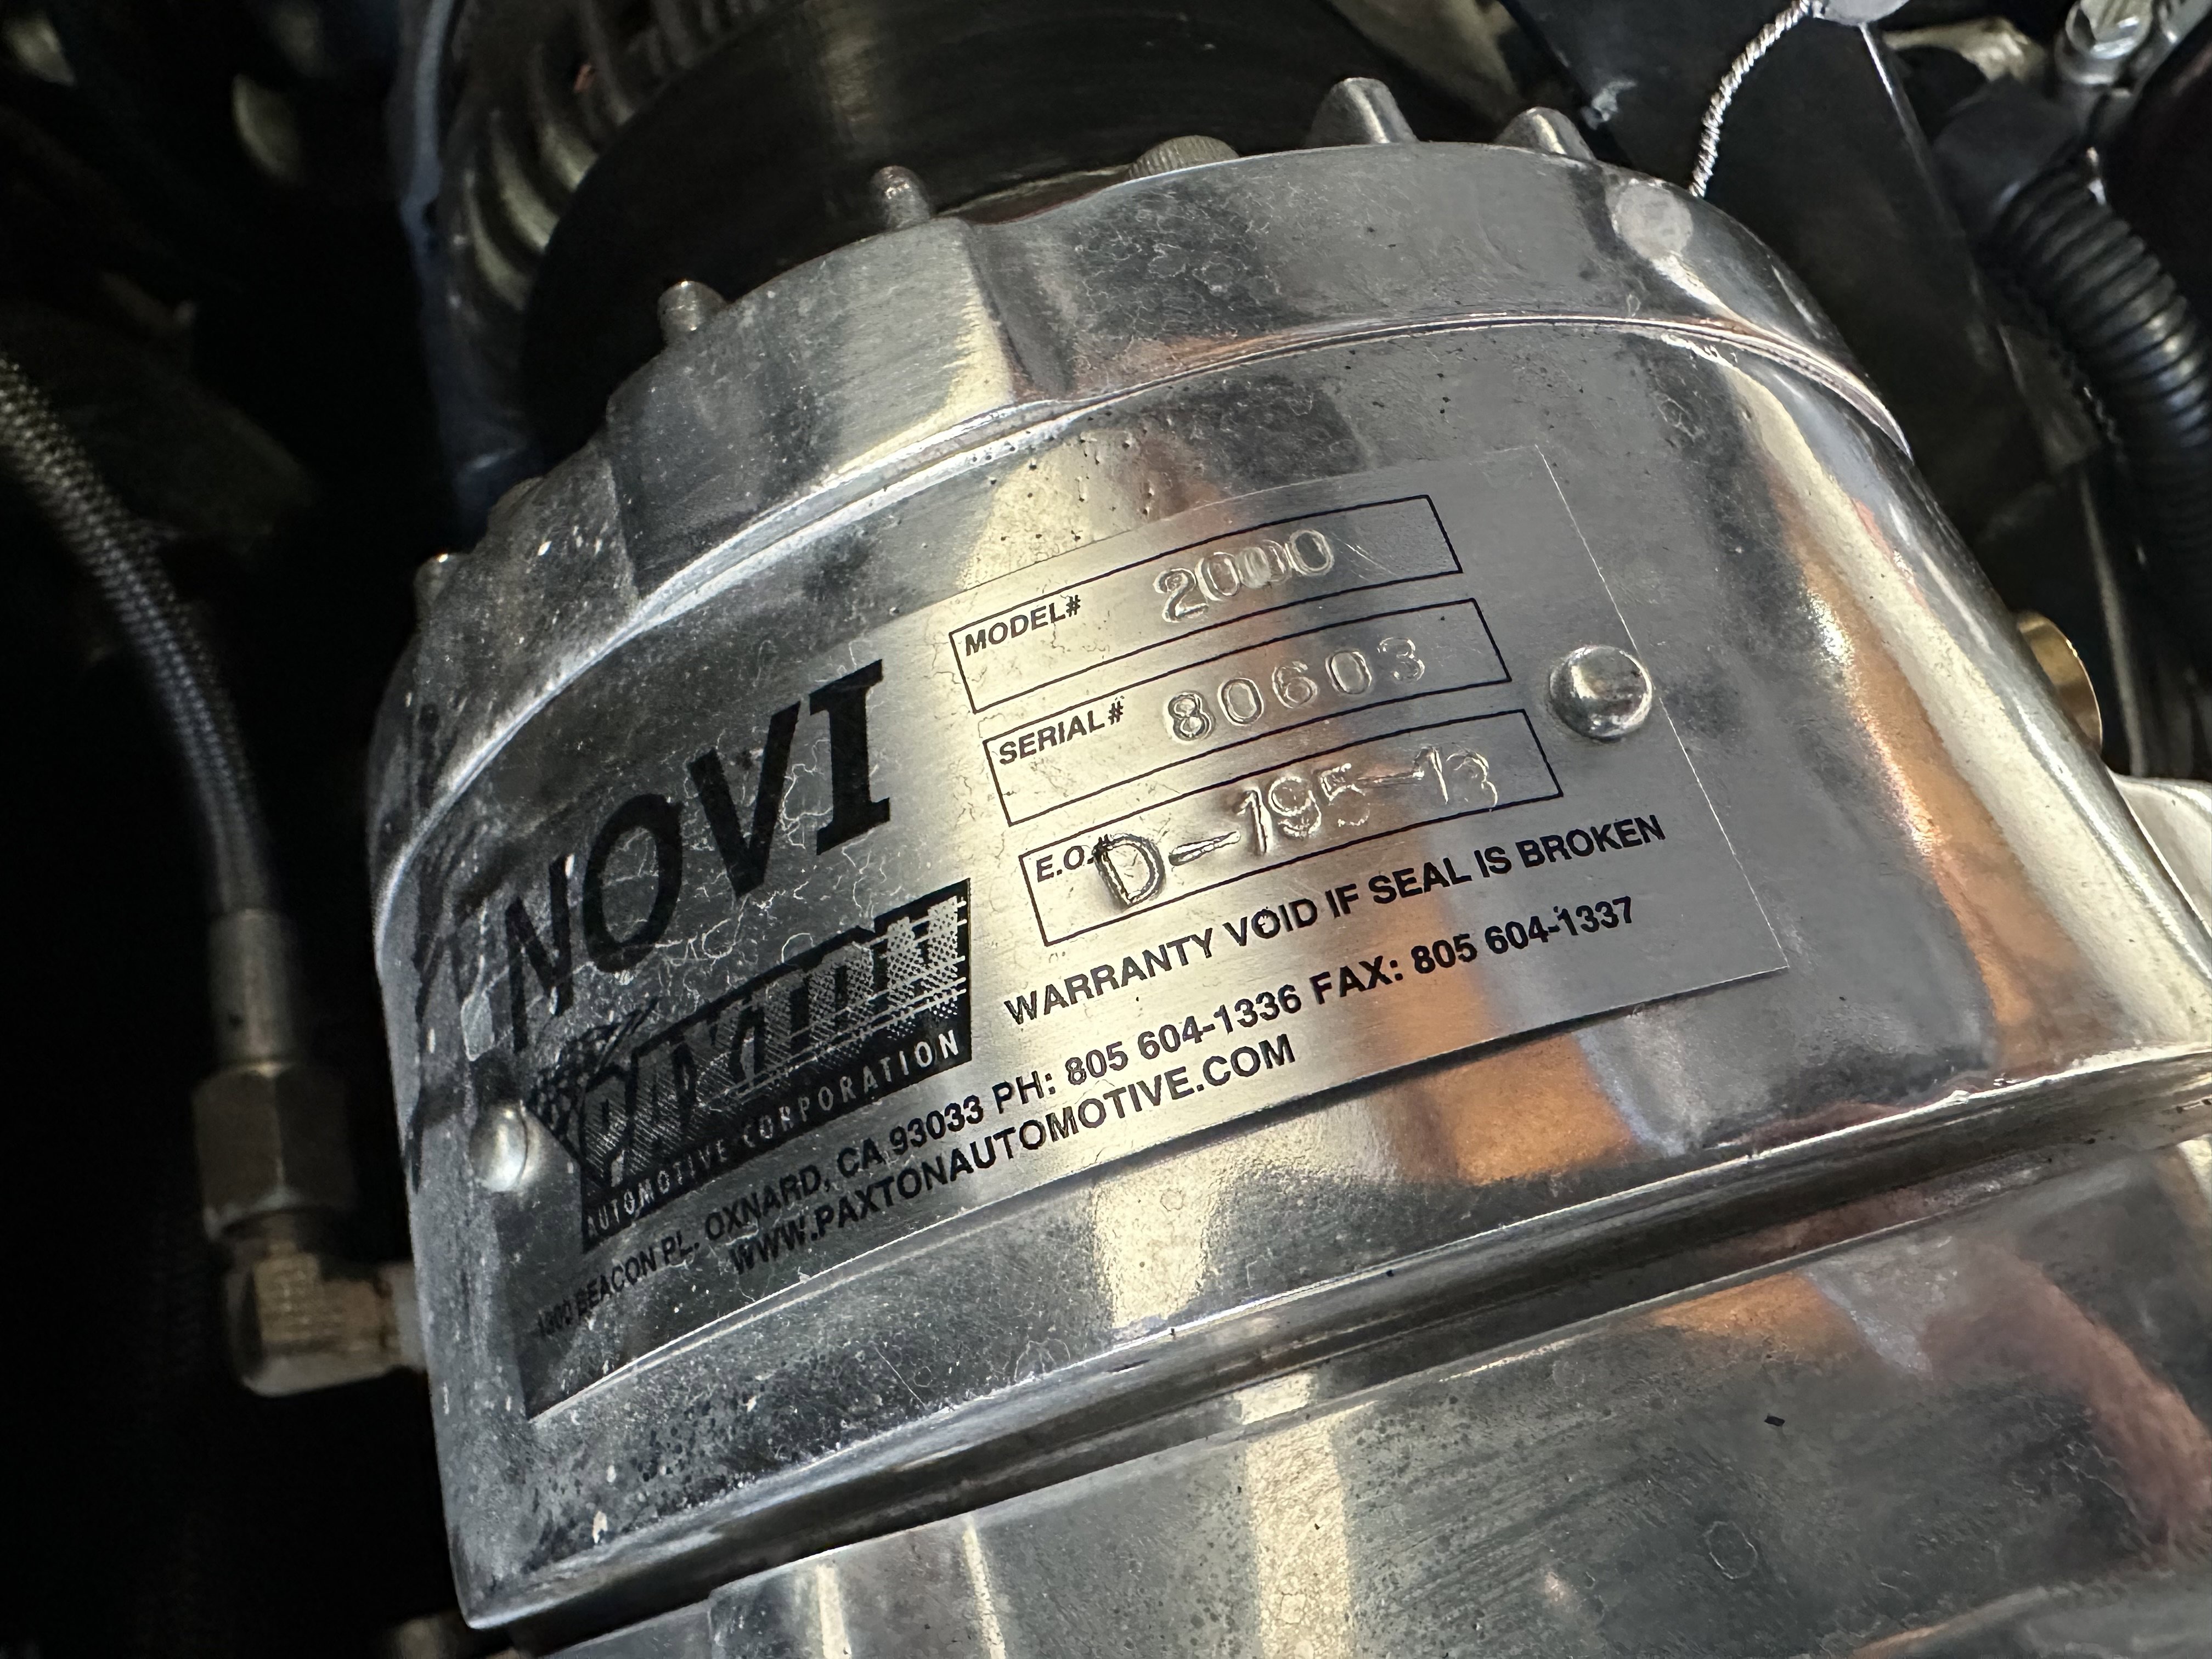 NOVI
PAXTON
AUTOMOTIVE CORPORATION
MODEL# 2000
SERIAL# 80603
E.O.# D-195-13
WARRANTY VOID IF SEAL IS BROKEN
1300 BEACON PL. OXNARD, CA 93033 PH: 805 604-1336 FAX: 805 604-1337
WWW.PAXTONAUTOMOTIVE.COM